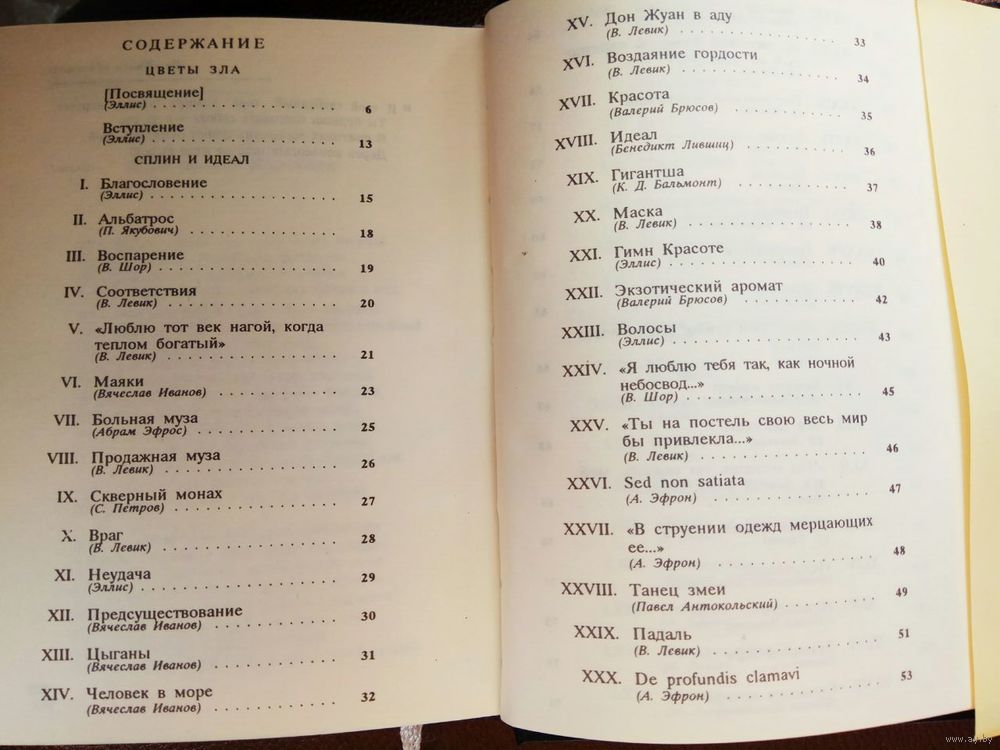 СОДЕРЖАНИЕ
ЦВЕТЫ ЗЛА
[Посвящение]
(Эллис) . . . . . . . . . . . . . . . . 6
Вступление
(Эллис) . . . . . . . . . . . . . . . . 13
СПЛИН И ИДЕАЛ
I. Благословение
(Эллис) . . . . . . . . . . . . . . . . 15
II. Альбатрос
(П. Якубович) . . . . . . . . . . . . . 18
III. Воспарение
(В. Шор) . . . . . . . . . . . . . . . 19
IV. Соответствия
(В. Левик) . . . . . . . . . . . . . . 20
V. «Люблю тот век нагой, когда
теплом богатый»
(В. Левик) . . . . . . . . . . . . . . 21
VI. Маяки
(Вячеслав Иванов) . . . . . . . . . . 23
VII. Больная муза
(Абрам Эфрос) . . . . . . . . . . . . 25
VIII. Продажная муза
(В. Левик) . . . . . . . . . . . . . . 26
IX. Скверный монах
(С. Петров) . . . . . . . . . . . . . 27
X. Враг
(В. Левик) . . . . . . . . . . . . . . 28
XI. Неудача
(Эллис) . . . . . . . . . . . . . . . . 29
XII. Предсуществование
(Вячеслав Иванов) . . . . . . . . . . 30
XIII. Цыганы
(Вячеслав Иванов) . . . . . . . . . . 31
XIV. Человек в море
(Вячеслав Иванов) . . . . . . . . . . 32
XV. Дон Жуан в аду
(В. Левик) . . . . . . . . . . . . . . 33
XVI. Воздаяние гордости
(В. Левик) . . . . . . . . . . . . . . 34
XVII. Красота
(Валерий Брюсов) . . . . . . . . . . 35
XVIII. Идеал
(Бенедикт Лившиц) . . . . . . . . . 36
XIX. Гигантша
(К. Д. Бальмонт) . . . . . . . . . . 37
XX. Маска
(В. Левик) . . . . . . . . . . . . . . 38
XXI. Гимн Красоте
(Эллис) . . . . . . . . . . . . . . . . 40
XXII. Экзотический аромат
(Валерий Брюсов) . . . . . . . . . . 42
XXIII. Волосы
(Эллис) . . . . . . . . . . . . . . . . 43
XXIV. «Я люблю тебя так, как ночной
небосвод...»
(В. Шор) . . . . . . . . . . . . . . . 45
XXV. «Ты на постель свою весь мир
бы привлекла...»
(В. Левик) . . . . . . . . . . . . . . 46
XXVI. Sed non satiata
(А. Эфрон) . . . . . . . . . . . . . . 47
XXVII. «В струении одежд мерцающих
ее...»
(А. Эфрон) . . . . . . . . . . . . . . 48
XXVIII. Танец змеи
(Павел Антокольский) . . . . . . . . 49
XXIX. Падаль
(В. Левик) . . . . . . . . . . . . . . 51
XXX. De profundis clamavi
(А. Эфрон) . . . . . . . . . . . . . . 53
www.ay.by